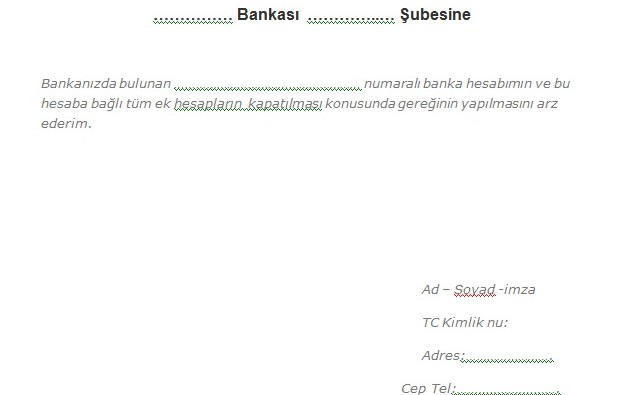 …………… Bankası …………..… Şubesine
Bankanızda bulunan ……………………………… numaralı banka hesabımın ve bu
hesaba bağlı tüm ek hesapların kapatılması konusunda gereğinin yapılmasını arz
ederim.
Ad – Soyad -imza
TC Kimlik nu:
Adres:……………….
Cep Tel:………………….